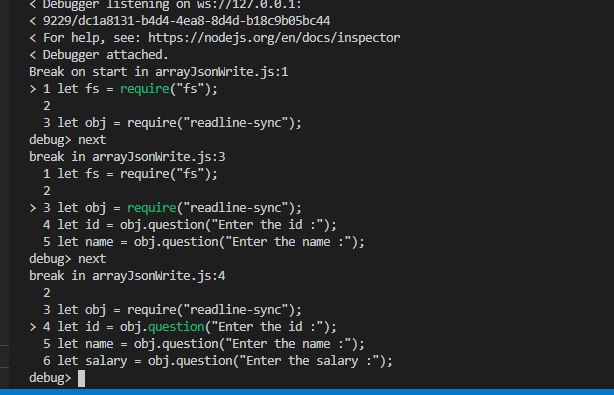 < Debugger listening on ws://127.0.0.1:
< 9229/dc1a8131-b4d4-4ea8-8d4d-b18c9b05bc44
< For help, see: https://nodejs.org/en/docs/inspector
< Debugger attached.
Break on start in arrayJsonWrite.js:1
> 1 let fs = require("fs");
2
3 let obj = require("readline-sync");
debug> next
break in arrayJsonWrite.js:3
1 let fs = require("fs");
2
> 3 let obj = require("readline-sync");
4 let id = obj.question("Enter the id :");
5 let name = obj.question("Enter the name :");
debug> next
break in arrayJsonWrite.js:4
2
3 let obj = require("readline-sync");
> 4 let id = obj.question("Enter the id :");
5 let name = obj.question("Enter the name :");
6 let salary = obj.question("Enter the salary :");
debug>